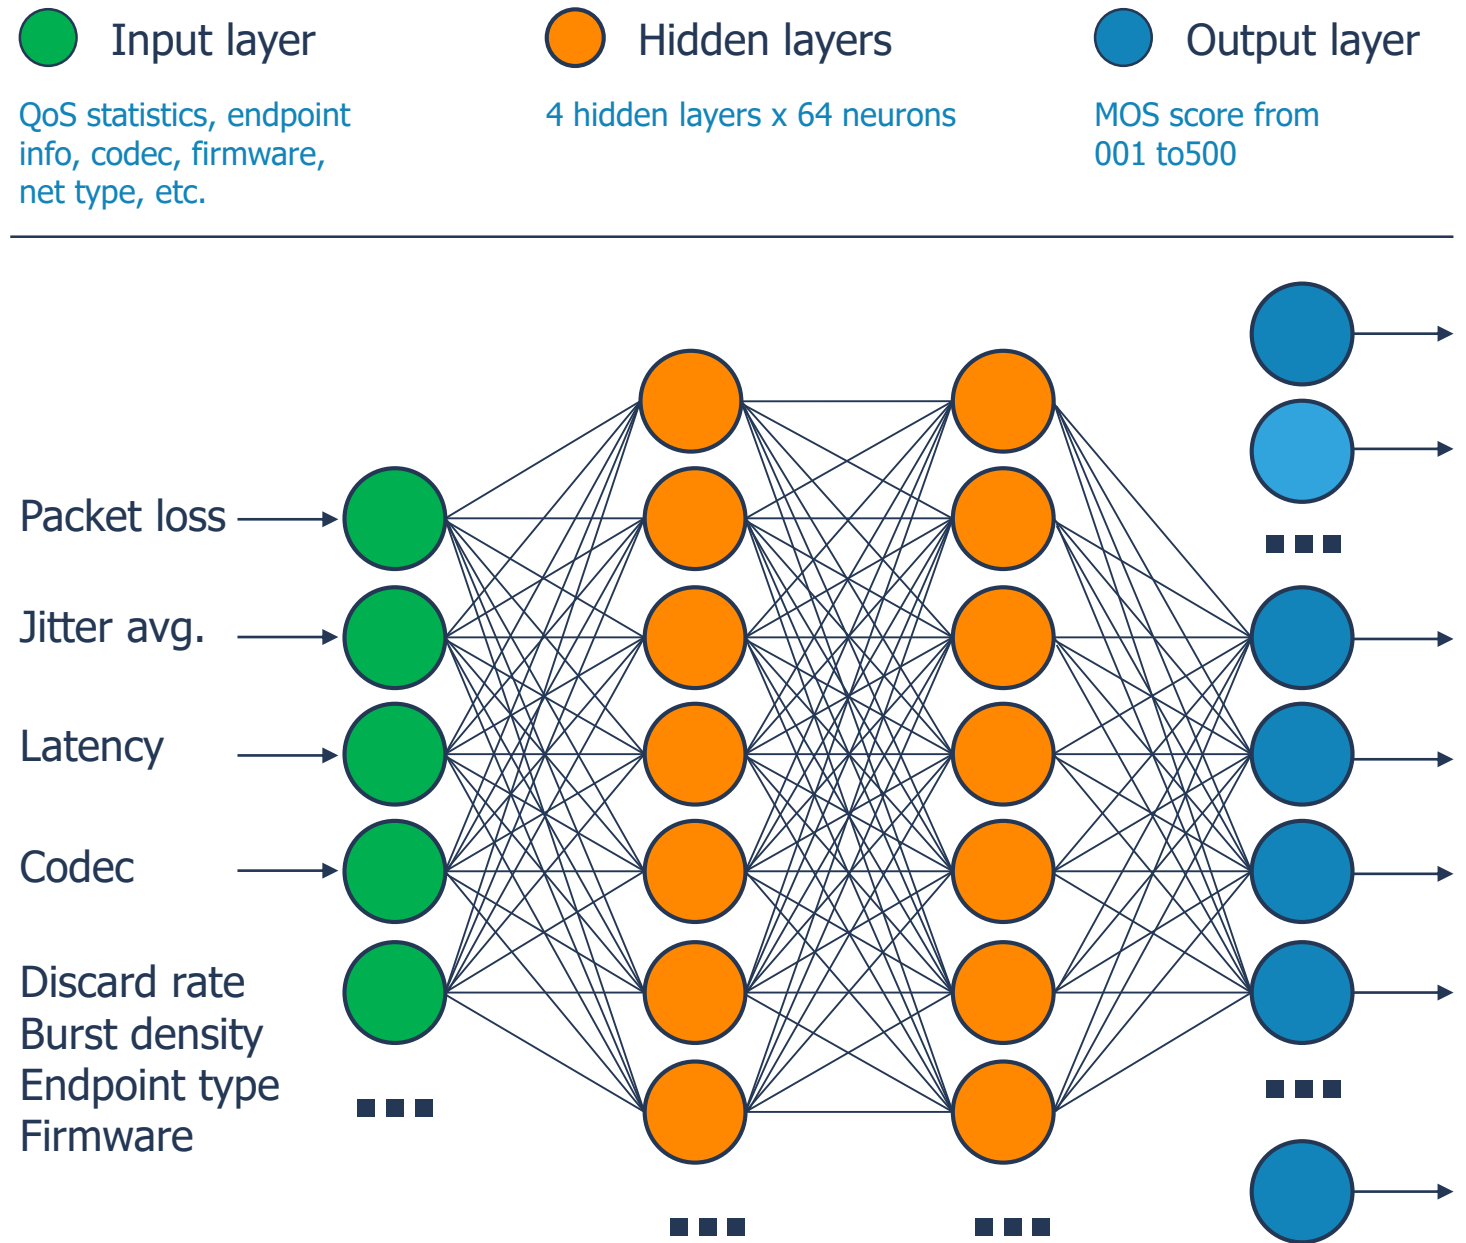 Input layer
QoS statistics, endpoint
info, codec, firmware,
net type, etc.
Hidden layers
4 hidden layers x 64 neurons
Output layer
MOS score from
001 to500
Packet loss
Jitter avg.
Latency
Codec
Discard rate
Burst density
Endpoint type
Firmware